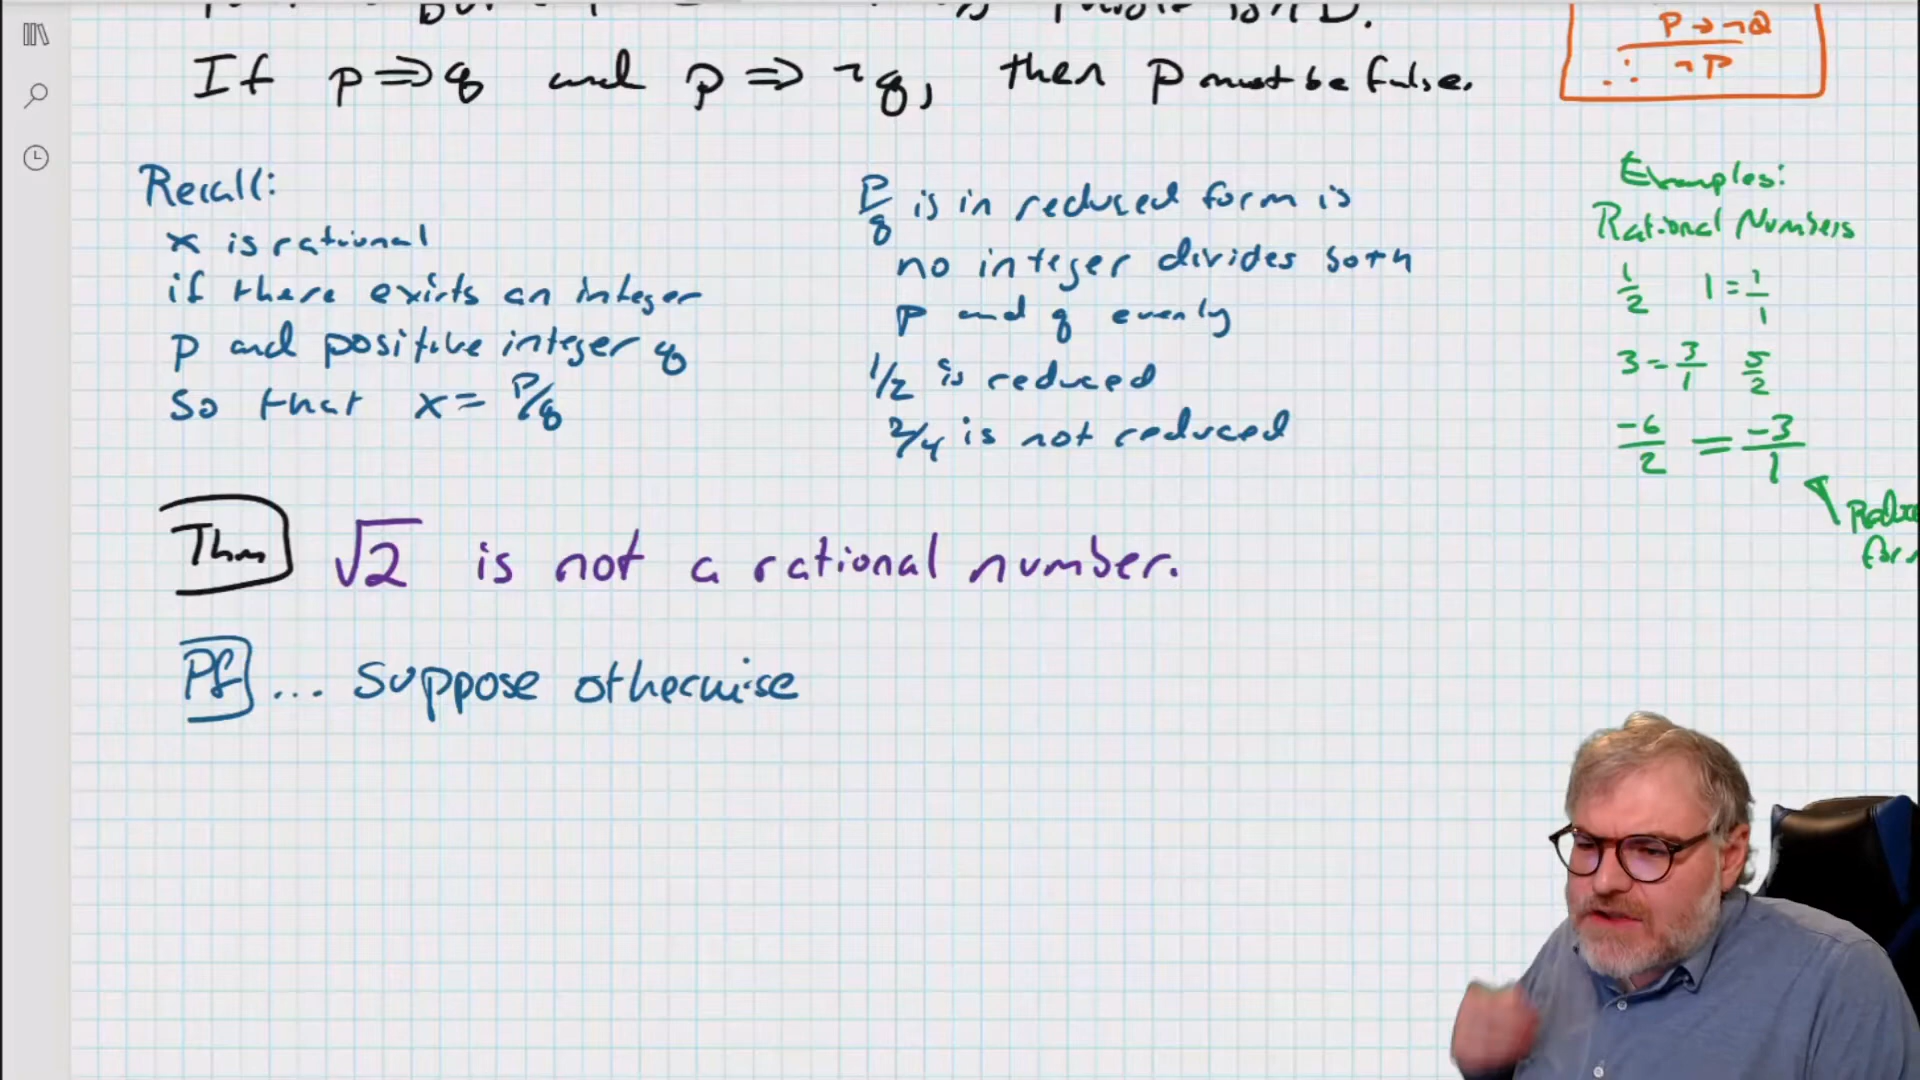 If p ⇒ q and p ⇒ ¬q, then p must be false.
P → ¬Q
∴ ¬P
Recall:
x is rational
if there exists an integer
p and positive integer q
so that x = p/q
p/q is in reduced form is
no integer divides both
p and q evenly
1/2 is reduced
2/4 is not reduced
Examples:
Rational Numbers
1/2 1 = 1/1
3 = 3/1 5/2
-6/2 = -3/1
Thm √2 is not a rational number.
Pf ... suppose otherwise